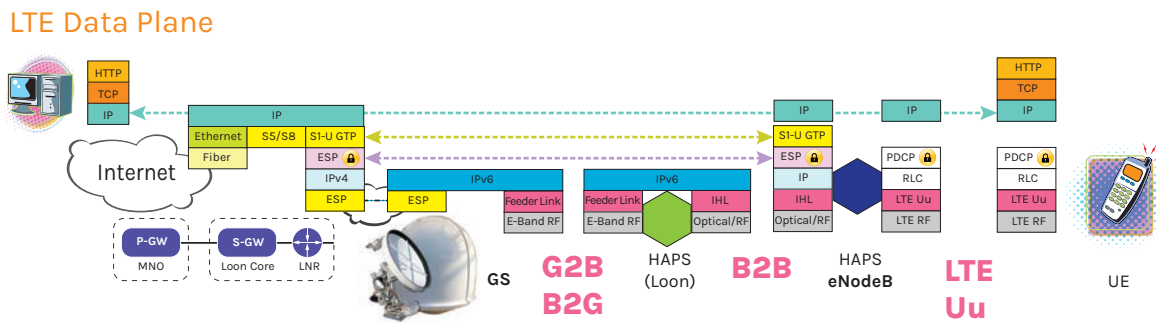 LTE Data Plane
HTTP
TCP
IP
Internet
IP
Ethernet S5/S8 S1-U GTP
Fiber ESP
IPv4
ESP
ESP
IPv6
Feeder Link
E-Band RF
IPv6
Feeder Link IHL
E-Band RF Optical/RF
IP
S1-U GTP
ESP
IP
IHL
Optical/RF
IP
PDCP
RLC
LTE Uu
LTE RF
HTTP
TCP
IP
PDCP
RLC
LTE Uu
LTE RF
P-GW
MNO
S-GW
Loon Core LNR
GS
G2B
B2G
HAPS
(Loon)
B2B
HAPS
eNodeB
LTE
Uu
UE